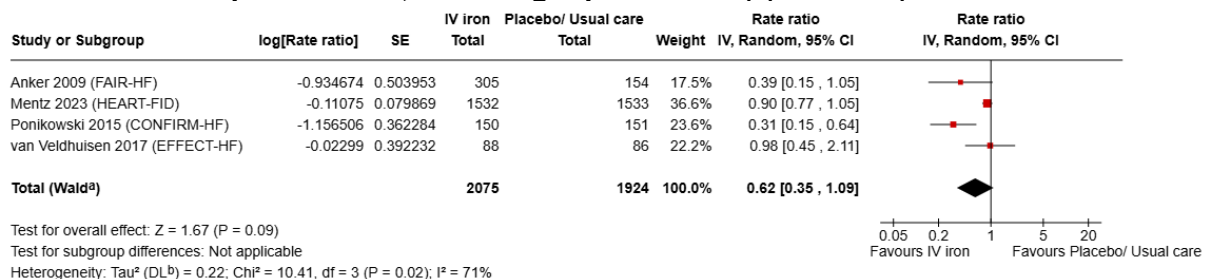 IV iron Placebo/ Usual care Rate ratio Rate ratio
Study or Subgroup log[Rate ratio] SE Total Total Weight IV, Random, 95% CI IV, Random, 95% CI
Anker 2009 (FAIR-HF) -0.934674 0.503953 305 154 17.5% 0.39 [0.15 , 1.05]
Mentz 2023 (HEART-FID) -0.11075 0.079869 1532 1533 36.6% 0.90 [0.77 , 1.05]
Ponikowski 2015 (CONFIRM-HF) -1.156506 0.362284 150 151 23.6% 0.31 [0.15 , 0.64]
van Veldhuisen 2017 (EFFECT-HF) -0.02299 0.392232 88 86 22.2% 0.98 [0.45 , 2.11]
Total (Waldᵃ) 2075 1924 100.0% 0.62 [0.35 , 1.09]
Test for overall effect: Z = 1.67 (P = 0.09) 0.05 0.2 1 5 20
Test for subgroup differences: Not applicable Favours IV iron Favours Placebo/ Usual care
Heterogeneity: Tau² (DLᵇ) = 0.22; Chi² = 10.41, df = 3 (P = 0.02); I² = 71%